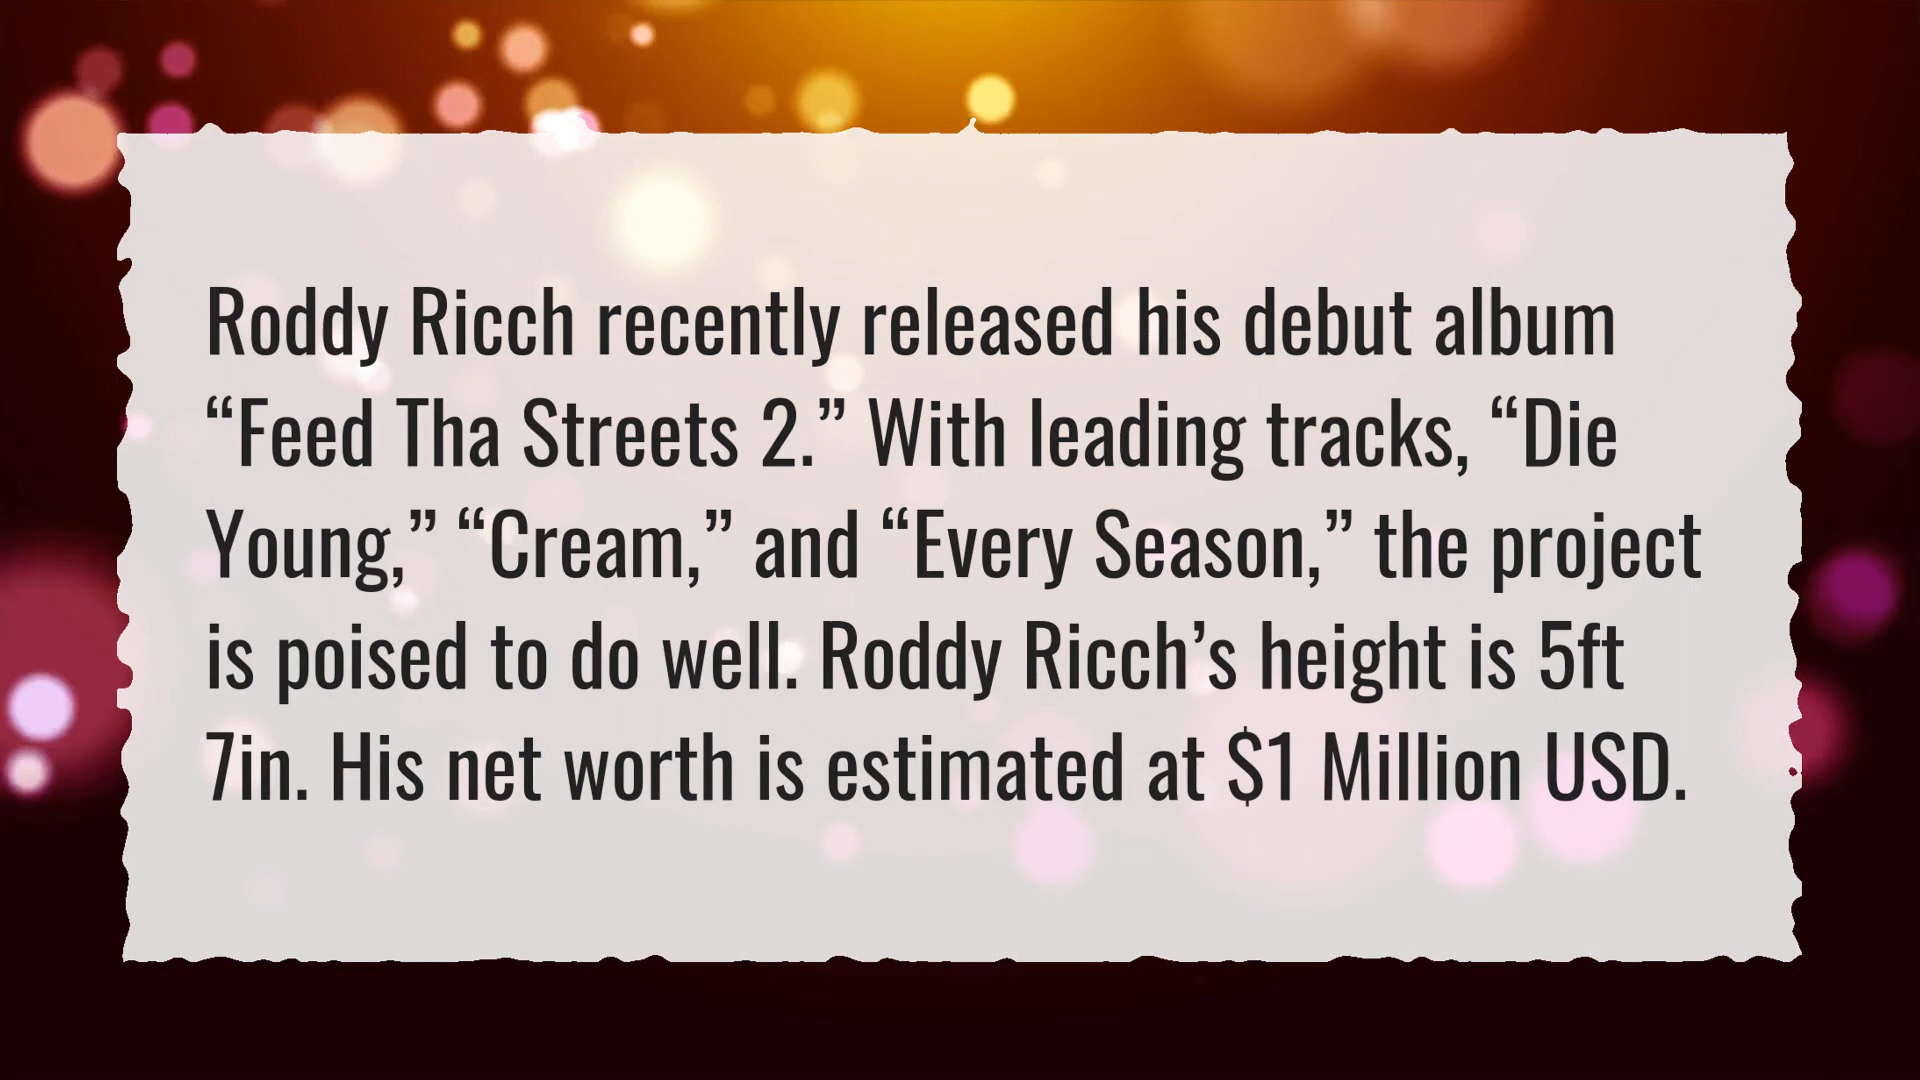 Roddy Ricch recently released his debut album
“Feed Tha Streets 2.” With leading tracks, “Die
Young,” “Cream,” and “Every Season,” the project
is poised to do well. Roddy Ricch’s height is 5ft
7in. His net worth is estimated at $1 Million USD.